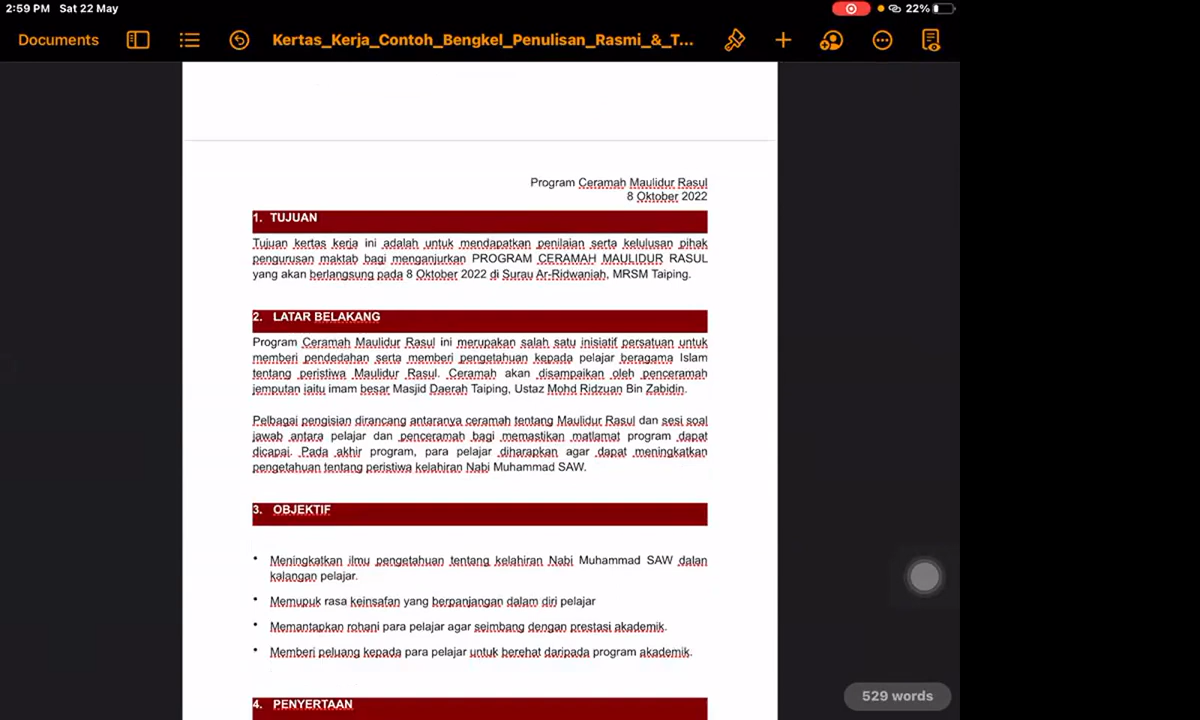 2:59 PM Sat 22 May 22%
Documents Kertas_Kerja_Contoh_Bengkel_Penulisan_Rasmi_&_T...
Program Ceramah Maulidur Rasul
8 Oktober 2022
1. TUJUAN
Tujuan kertas kerja ini adalah untuk mendapatkan penilaian serta kelulusan pihak
pengurusan maktab bagi menganjurkan PROGRAM CERAMAH MAULIDUR RASUL
yang akan berlangsung pada 8 Oktober 2022 di Surau Ar-Ridwaniah, MRSM Taiping.
2. LATAR BELAKANG
Program Ceramah Maulidur Rasul ini merupakan salah satu inisiatif persatuan untuk
memberi pendedahan serta memberi pengetahuan kepada pelajar beragama Islam
tentang peristiwa Maulidur Rasul. Ceramah akan disampaikan oleh penceramah
jemputan iaitu imam besar Masjid Daerah Taiping, Ustaz Mohd Ridzuan Bin Zabidin.
Pelbagai pengisian dirancang antaranya ceramah tentang Maulidur Rasul dan sesi soal
jawab antara pelajar dan penceramah bagi memastikan matlamat program dapat
dicapai. Pada akhir program, para pelajar diharapkan agar dapat meningkatkan
pengetahuan tentang peristiwa kelahiran Nabi Muhammad SAW.
3. OBJEKTIF
• Meningkatkan ilmu pengetahuan tentang kelahiran Nabi Muhammad SAW dalan
kalangan pelajar.
• Memupuk rasa keinsafan yang berpanjangan dalam diri pelajar
• Memantapkan rohani para pelajar agar seimbang dengan prestasi akademik.
• Memberi peluang kepada para pelajar untuk berehat daripada program akademik.
4. PENYERTAAN
529 words